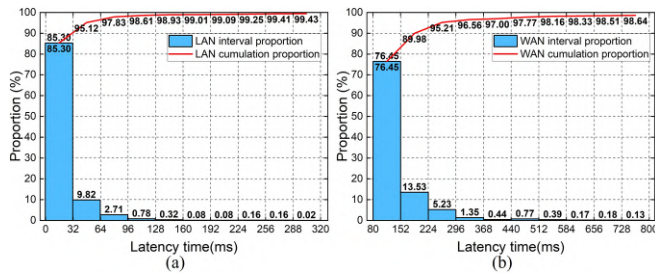 100
90
80
70
60
50
40
30
20
10
0
Proportion (%)
85.30 95.12 97.83 98.61 98.93 99.01 99.09 99.25 99.41 99.43
LAN interval proportion
LAN cumulation proportion
85.30
9.82 2.71 0.78 0.32 0.08 0.08 0.16 0.16 0.02
0 32 64 96 128 160 192 224 256 288 320
Latency time(ms)
(a)
100
90
80
70
60
50
40
30
20
10
0
Proportion (%)
76.45 89.98 95.21 96.56 97.00 97.77 98.16 98.33 98.51 98.64
WAN interval proportion
WAN cumulation proportion
76.45
13.53 5.23 1.35 0.44 0.77 0.39 0.17 0.18 0.13
80 152 224 296 368 440 512 584 656 728 800
Latency time(ms)
(b)